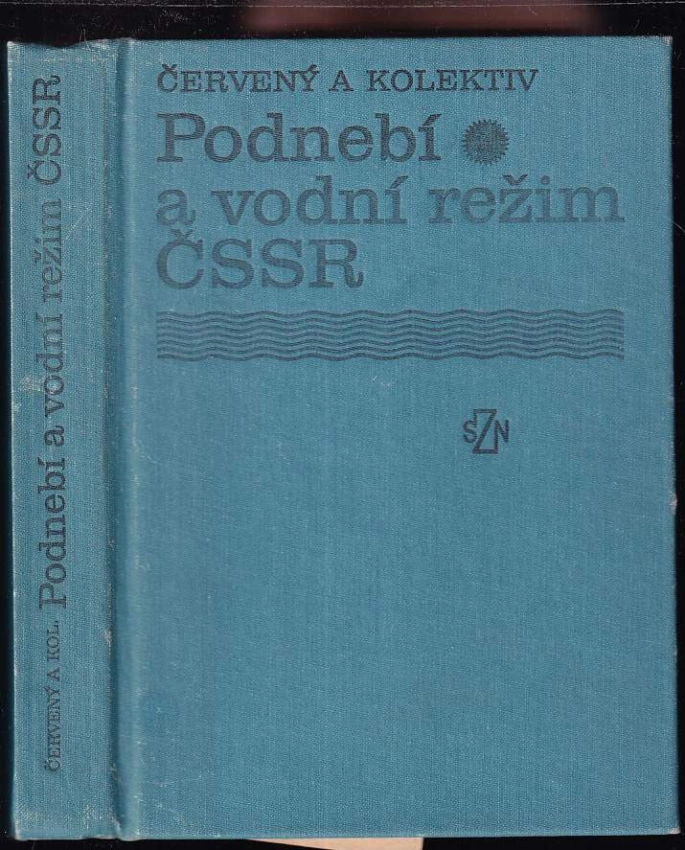 ČERVENÝ A KOLEKTIV
Podnebí
a vodní režim
ČSSR
SZN
ČERVENÝ A KOL. Podnebí a vodní režim ČSSR